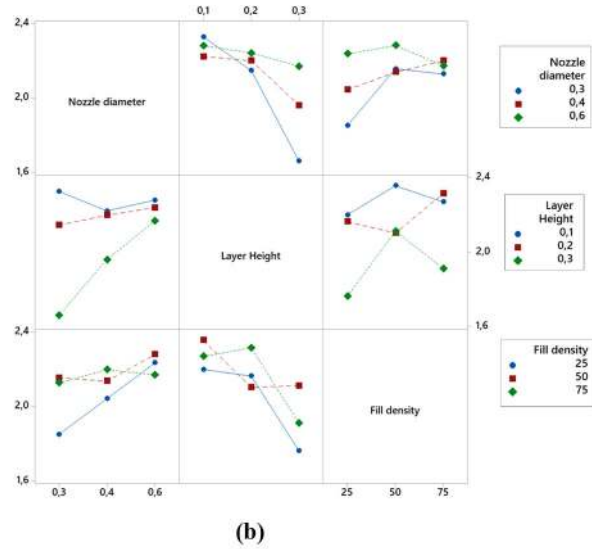 0,1 0,2 0,3
2,4
2,0
1,6
Nozzle diameter
Nozzle
diameter
0,3
0,4
0,6
Layer Height
2,4
2,0
1,6
Layer
Height
0,1
0,2
0,3
2,4
2,0
1,6
Fill density
Fill density
25
50
75
0,3 0,4 0,6
25 50 75
(b)